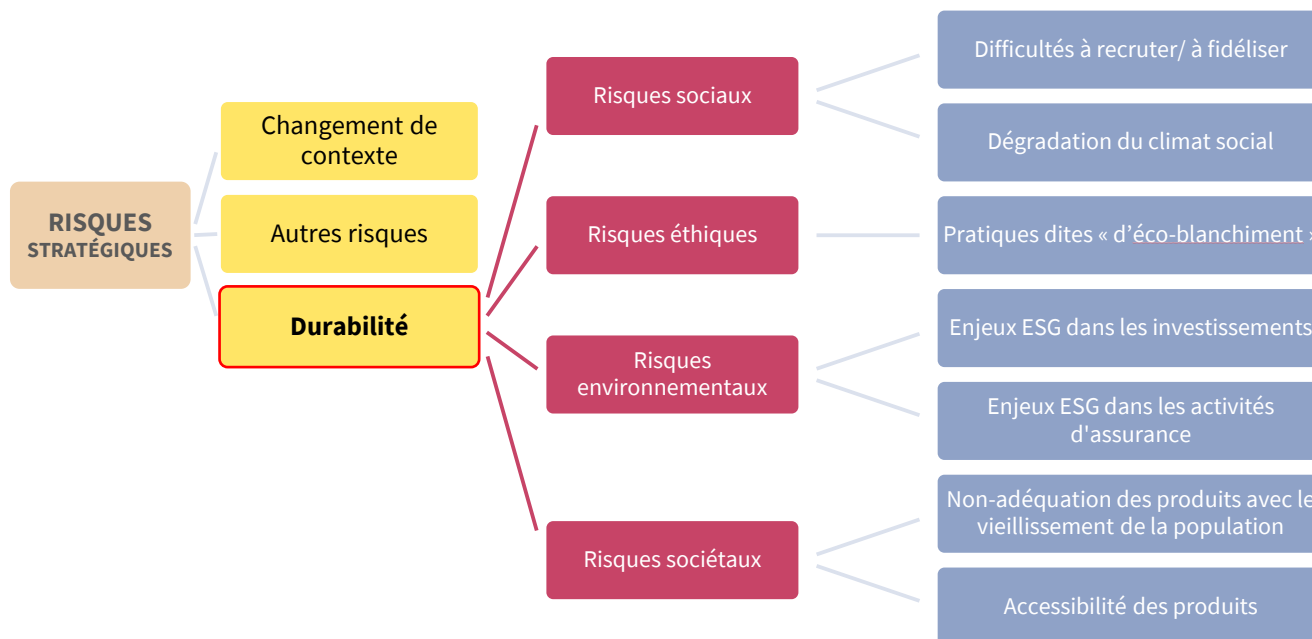 RISQUES
STRATÉGIQUES
Changement de
contexte
Autres risques
Durabilité
Risques sociaux
Risques éthiques
Risques
environnementaux
Risques sociétaux
Difficultés à recruter/ à fidéliser
Dégradation du climat social
Pratiques dites « d'éco-blanchiment »
Enjeux ESG dans les investissements
Enjeux ESG dans les activités
d'assurance
Non-adéquation des produits avec le
vieillissement de la population
Accessibilité des produits